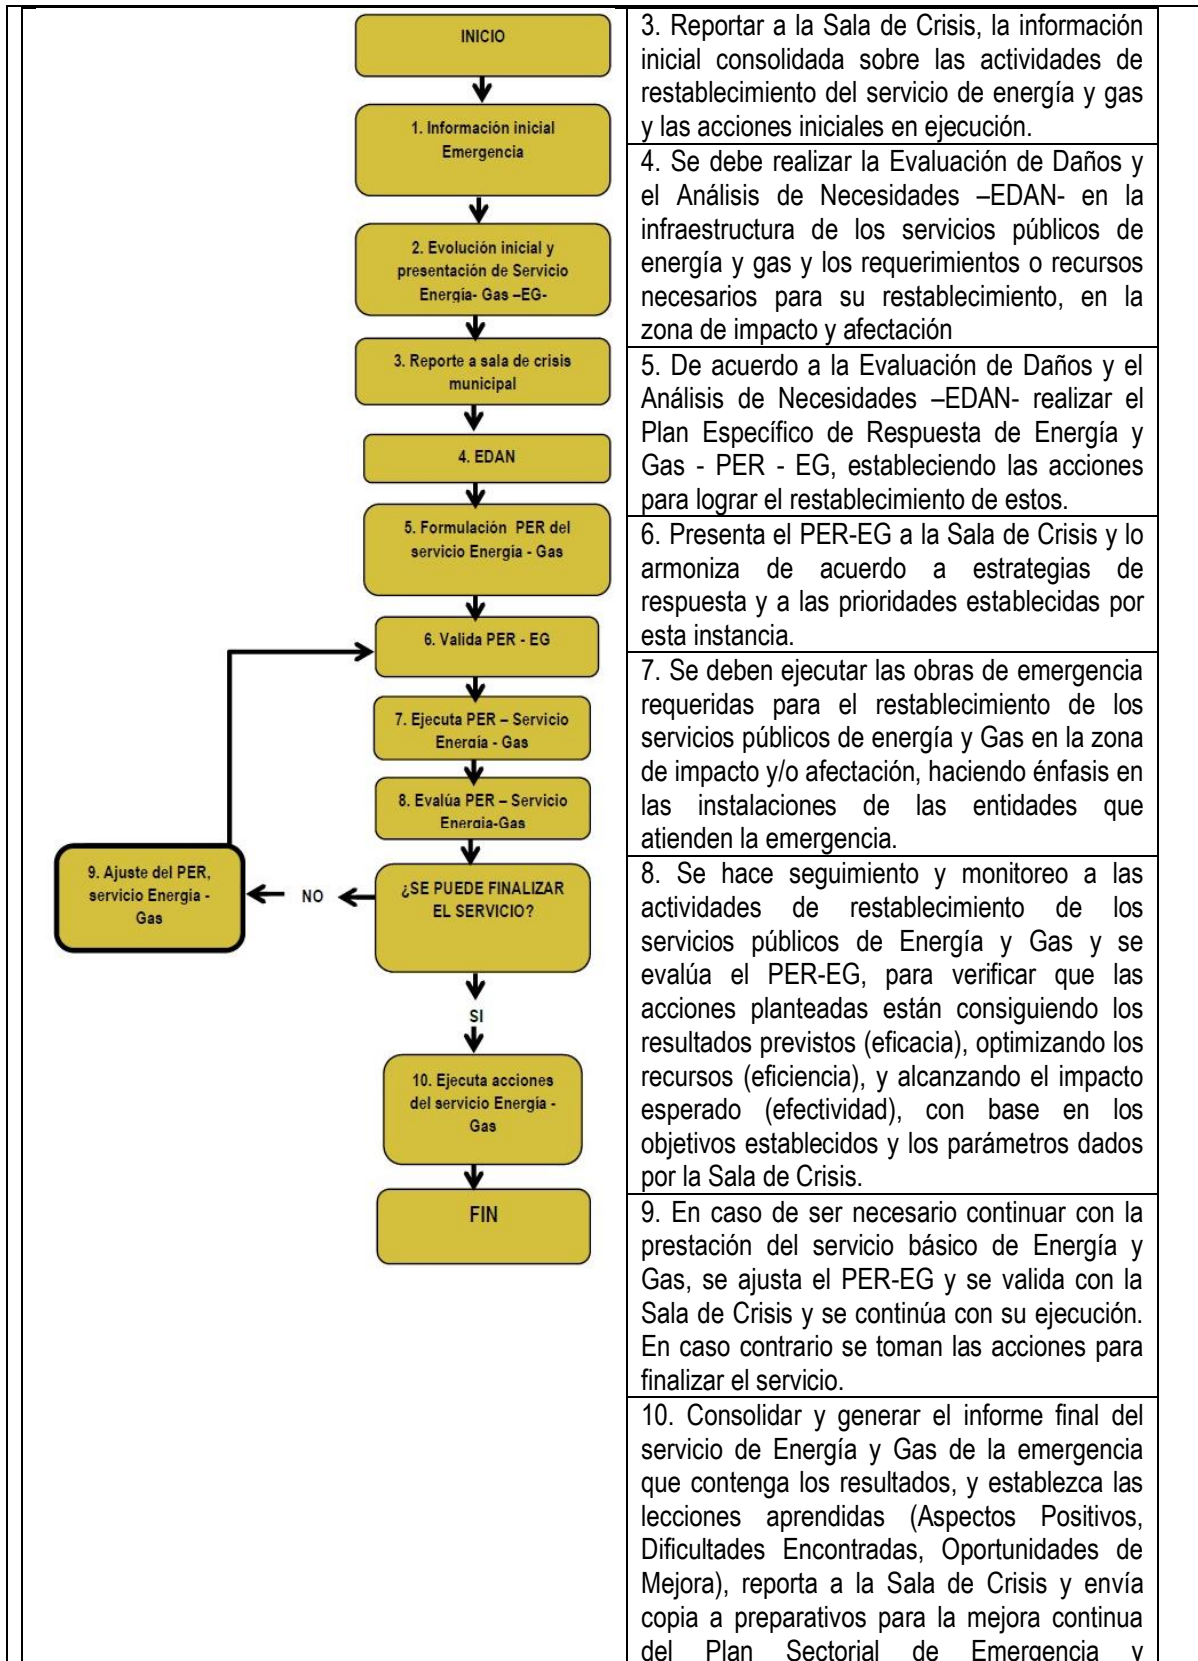 INICIO
1. Información inicial
Emergencia
2. Evolución inicial y
presentación de Servicio
Energía- Gas –EG-
3. Reporte a sala de crisis
municipal
4. EDAN
5. Formulación PER del
servicio Energía - Gas
6. Valida PER - EG
7. Ejecuta PER – Servicio
Energía - Gas
8. Evalúa PER – Servicio
Energia-Gas
¿SE PUEDE FINALIZAR
EL SERVICIO?
NO
9. Ajuste del PER,
servicio Energia -
Gas
SI
10. Ejecuta acciones
del servicio Energía -
Gas
FIN
3. Reportar a la Sala de Crisis, la información
inicial consolidada sobre las actividades de
restablecimiento del servicio de energía y gas
y las acciones iniciales en ejecución.
4. Se debe realizar la Evaluación de Daños y
el Análisis de Necesidades –EDAN- en la
infraestructura de los servicios públicos de
energía y gas y los requerimientos o recursos
necesarios para su restablecimiento, en la
zona de impacto y afectación
5. De acuerdo a la Evaluación de Daños y el
Análisis de Necesidades –EDAN- realizar el
Plan Específico de Respuesta de Energía y
Gas - PER - EG, estableciendo las acciones
para lograr el restablecimiento de estos.
6. Presenta el PER-EG a la Sala de Crisis y lo
armoniza de acuerdo a estrategias de
respuesta y a las prioridades establecidas por
esta instancia.
7. Se deben ejecutar las obras de emergencia
requeridas para el restablecimiento de los
servicios públicos de energía y Gas en la zona
de impacto y/o afectación, haciendo énfasis en
las instalaciones de las entidades que
atienden la emergencia.
8. Se hace seguimiento y monitoreo a las
actividades de restablecimiento de los
servicios públicos de Energía y Gas y se
evalúa el PER-EG, para verificar que las
acciones planteadas están consiguiendo los
resultados previstos (eficacia), optimizando los
recursos (eficiencia), y alcanzando el impacto
esperado (efectividad), con base en los
objetivos establecidos y los parámetros dados
por la Sala de Crisis.
9. En caso de ser necesario continuar con la
prestación del servicio básico de Energía y
Gas, se ajusta el PER-EG y se valida con la
Sala de Crisis y se continúa con su ejecución.
En caso contrario se toman las acciones para
finalizar el servicio.
10. Consolidar y generar el informe final del
servicio de Energía y Gas de la emergencia
que contenga los resultados, y establezca las
lecciones aprendidas (Aspectos Positivos,
Dificultades Encontradas, Oportunidades de
Mejora), reporta a la Sala de Crisis y envía
copia a preparativos para la mejora continua
del Plan Sectorial de Emergencia y